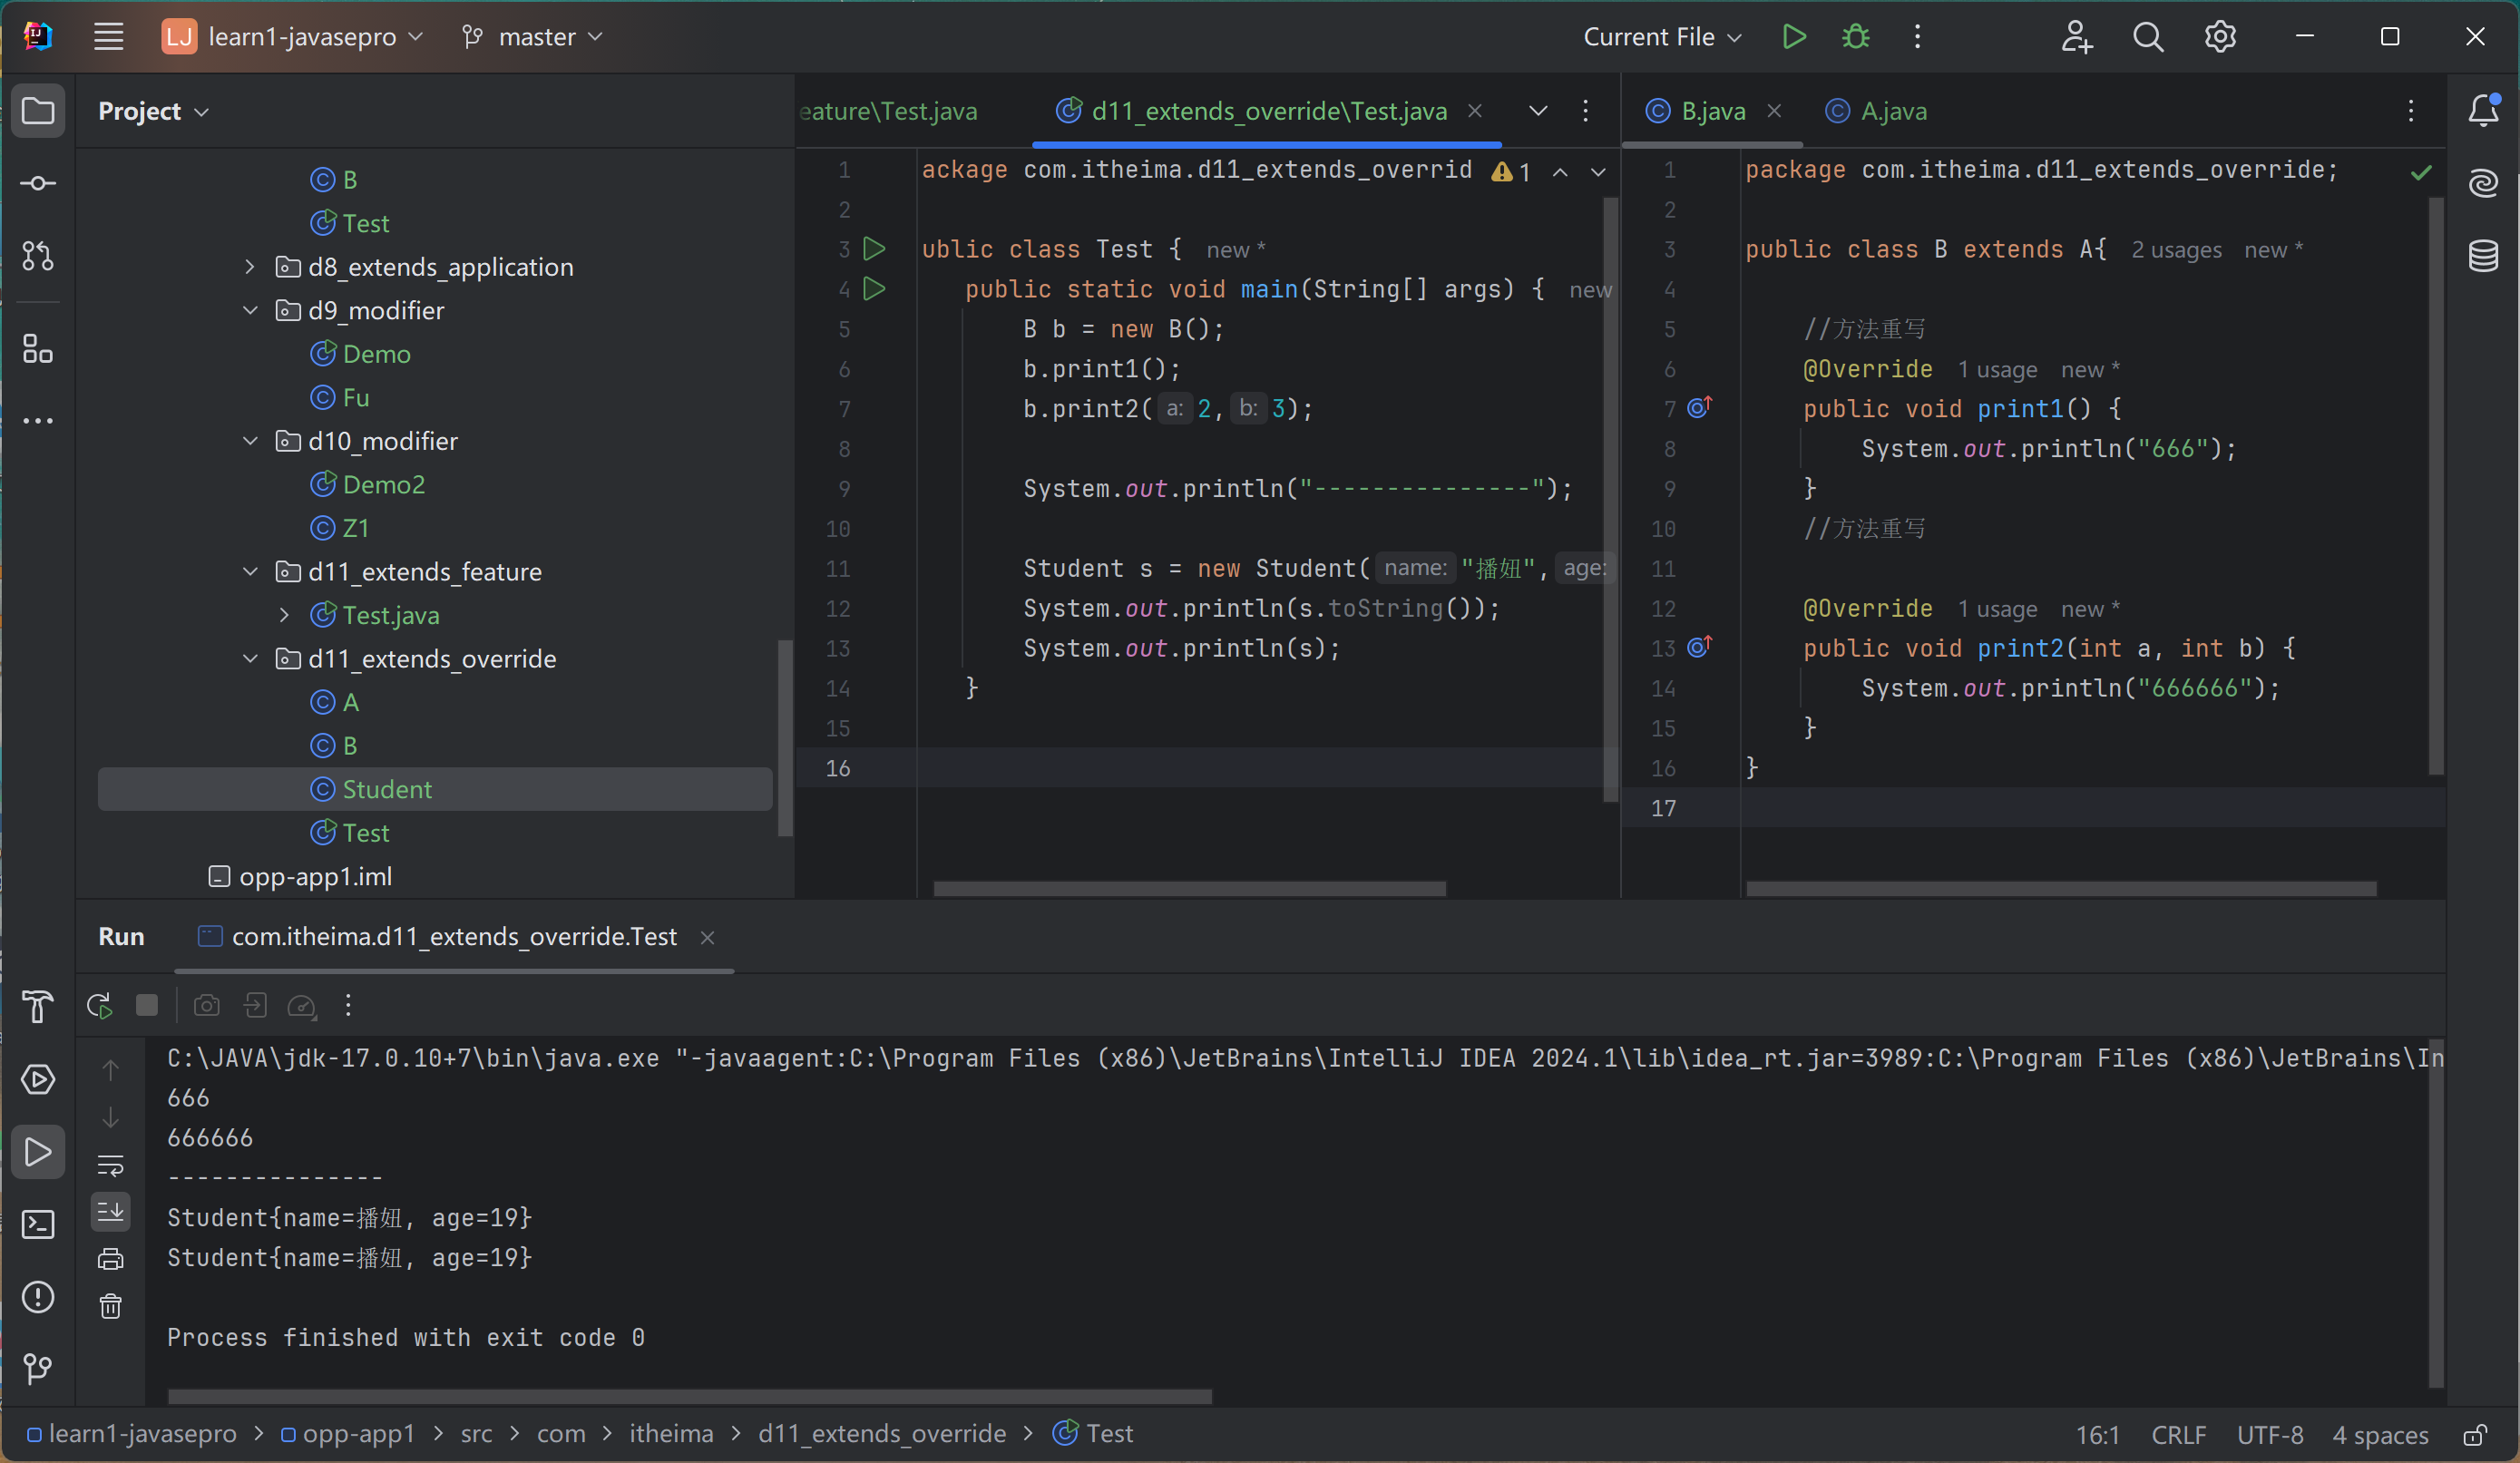 LJ learn1-javasepro master Current File
Project
B
Test
d8_extends_application
d9_modifier
Demo
Fu
d10_modifier
Demo2
Z1
d11_extends_feature
Test.java
d11_extends_override
A
B
Student
Test
opp-app1.iml
eature\Test.java d11_extends_override\Test.java
1 ackage com.itheima.d11_extends_overrid 1
2
3 ublic class Test { new *
4 public static void main(String[] args) { new
5 B b = new B();
6 b.print1();
7 b.print2( a: 2, b: 3);
8
9 System.out.println("---------------");
10
11 Student s = new Student( name: "播妞", age:
12 System.out.println(s.toString());
13 System.out.println(s);
14 }
15
16
B.java A.java
1 package com.itheima.d11_extends_override;
2
3 public class B extends A{ 2 usages new *
4
5 //方法重写
6 @Override 1 usage new *
7 public void print1() {
8 System.out.println("666");
9 }
10 //方法重写
11
12 @Override 1 usage new *
13 public void print2(int a, int b) {
14 System.out.println("666666");
15 }
16 }
17
Run com.itheima.d11_extends_override.Test
C:\JAVA\jdk-17.0.10+7\bin\java.exe "-javaagent:C:\Program Files (x86)\JetBrains\IntelliJ IDEA 2024.1\lib\idea_rt.jar=3989:C:\Program Files (x86)\JetBrains\In
666
666666
---------------
Student{name=播妞, age=19}
Student{name=播妞, age=19}
Process finished with exit code 0
learn1-javasepro > opp-app1 > src > com > itheima > d11_extends_override > Test 16:1 CRLF UTF-8 4 spaces